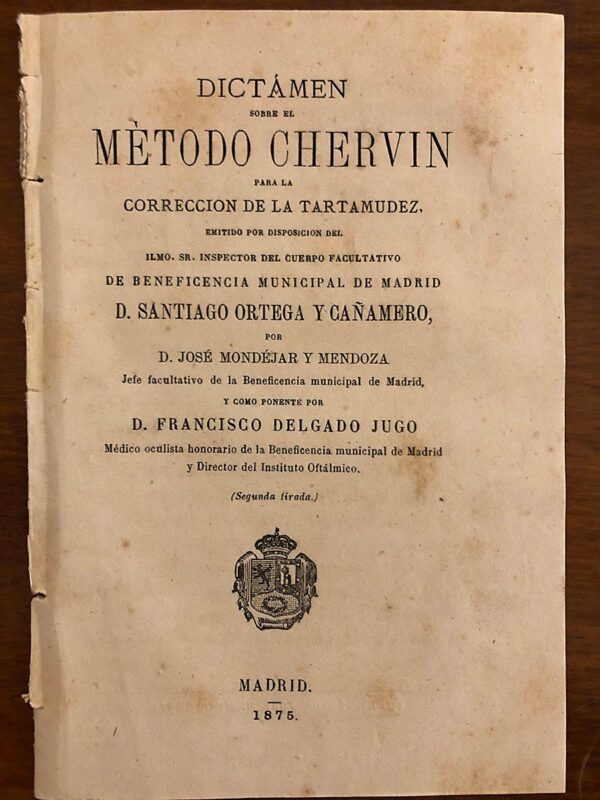 DICTÁMEN
SOBRE EL
MÈTODO CHERVIN
PARA LA
CORRECCION DE LA TARTAMUDEZ,
EMITIDO POR DISPOSICION DEL
ILMO. SR. INSPECTOR DEL CUERPO FACULTATIVO
DE BENEFICENCIA MUNICIPAL DE MADRID
D. SANTIAGO ORTEGA Y CAÑAMERO,
POR
D. JOSÉ MONDÉJAR Y MENDOZA
Jefe facultativo de la Beneficencia municipal de Madrid,
Y COMO PONENTE POR
D. FRANCISCO DELGADO JUGO
Médico oculista honorario de la Beneficencia municipal de Madrid
y Director del Instituto Oftálmico.
(Segunda tirada.)
MADRID.
1875.